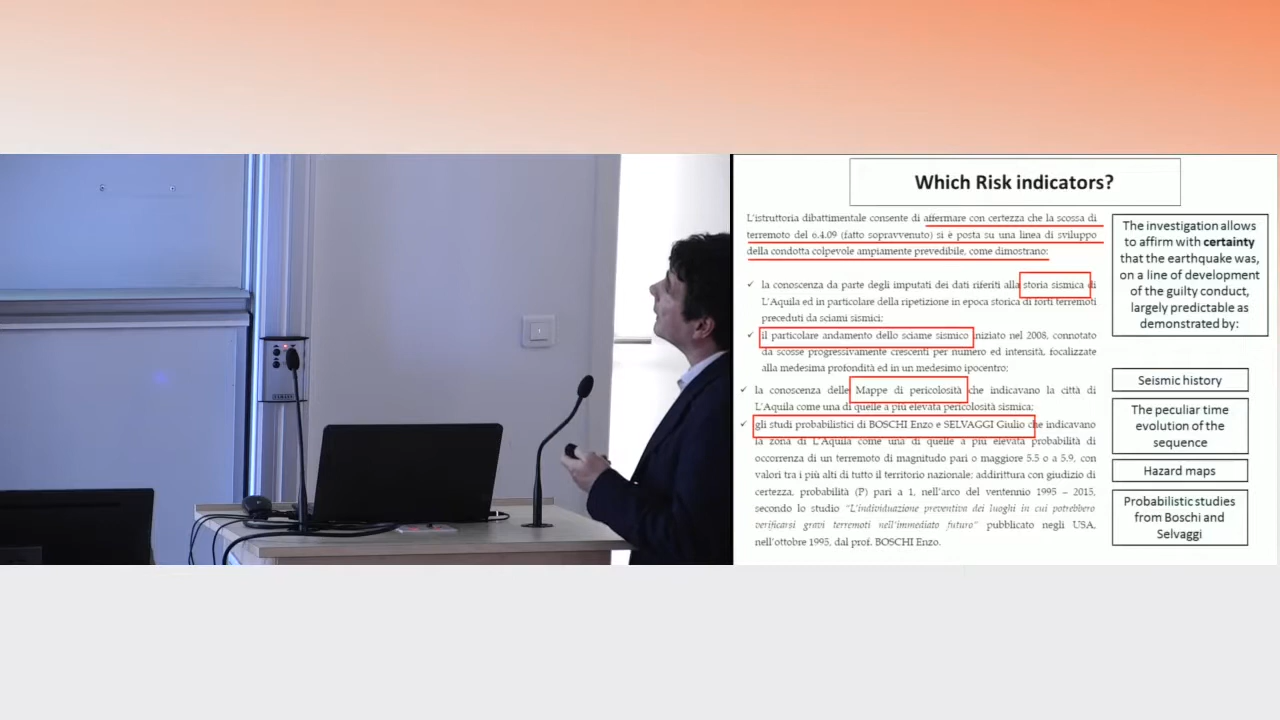 Which Risk indicators?
L'istruttoria dibattimentale consente di affermare con certezza che la scossa di
terremoto del 6.4.09 (fatto sopravvenuto) si è posta su una linea di sviluppo
della condotta colpevole ampiamente prevedibile, come dimostrano:
✓ la conoscenza da parte degli imputati dei dati riferiti alla storia sismica di
L'Aquila ed in particolare della ripetizione in epoca storica di forti terremoti
preceduti da sciami sismici;
✓ il particolare andamento dello sciame sismico iniziato nel 2008, connotato
da scosse progressivamente crescenti per numero ed intensità, focalizzate
alla medesima profondità ed in un medesimo ipocentro;
✓ la conoscenza delle Mappe di pericolosità che indicavano la città di
L'Aquila come una di quelle a più elevata pericolosità sismica;
✓ gli studi probabilistici di BOSCHI Enzo e SELVAGGI Giulio che indicavano
la zona di L'Aquila come una di quelle a più elevata probabilità di
occorrenza di un terremoto di magnitudo pari o maggiore 5.5 o a 5.9, con
valori tra i più alti di tutto il territorio nazionale: addirittura con giudizio di
certezza, probabilità (P) pari a 1, nell'arco del ventennio 1995 – 2015,
secondo lo studio "L'individuazione preventiva dei luoghi in cui potrebbero
verificarsi gravi terremoti nell'immediato futuro" pubblicato negli USA,
nell'ottobre 1995, dal prof. BOSCHI Enzo.
The investigation allows
to affirm with certainty
that the earthquake was,
on a line of development
of the guilty conduct,
largely predictable as
demonstrated by:
Seismic history
The peculiar time
evolution of the
sequence
Hazard maps
Probabilistic studies
from Boschi and
Selvaggi